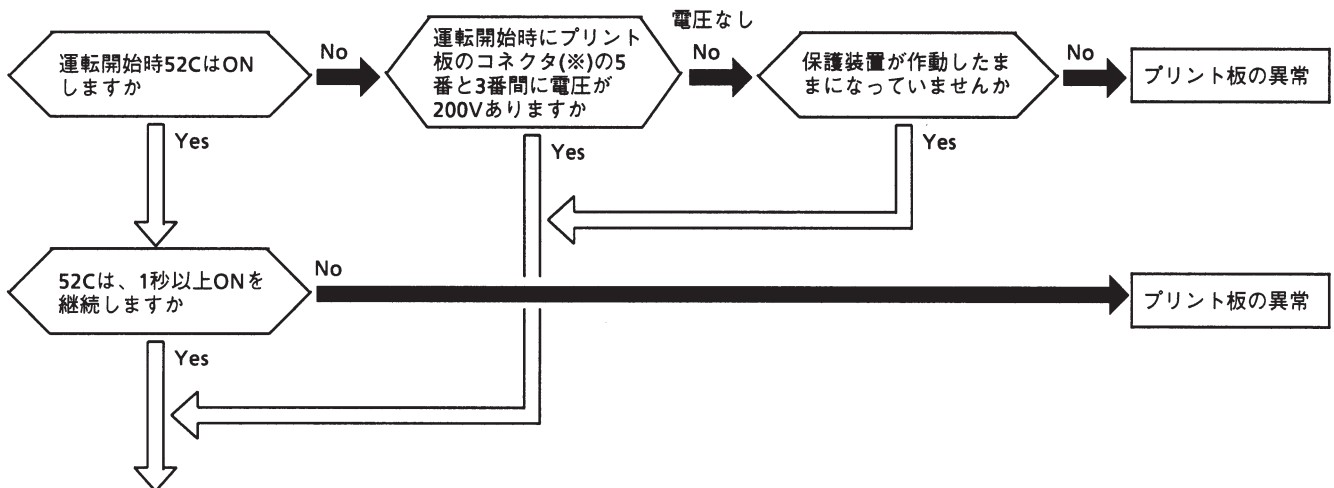 電圧なし
運転開始時52CはON
しますか
No
運転開始時にプリント
板のコネクタ(※)の5
番と3番間に電圧が
200Vありますか
No
保護装置が作動したま
まになっていませんか
No
プリント板の異常
Yes
Yes
Yes
52Cは、1秒以上ONを
継続しますか
No
プリント板の異常
Yes